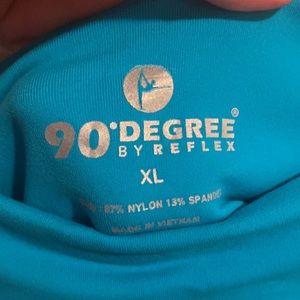 90°DEGREE®
BY REFLEX
XL
: 87% NYLON 13% SPANDEX
MADE IN VIETNAM